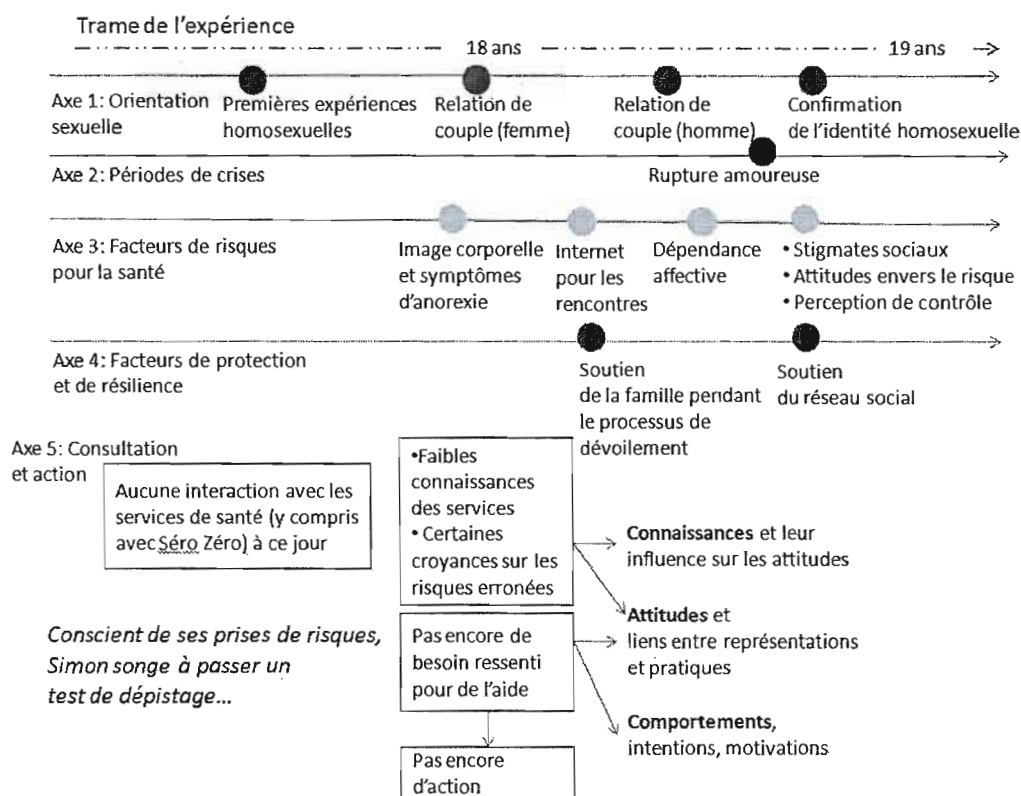 Trame de l'expérience
18 ans
19 ans
Axe 1: Orientation
sexuelle
Premières expériences
homosexuelles
Relation de
couple (femme)
Relation de
couple (homme)
Confirmation
de l'identité homosexuelle
Axe 2: Périodes de crises
Rupture amoureuse
Axe 3: Facteurs de risques
pour la santé
Image corporelle
et symptômes
d'anorexie
Internet
pour les
rencontres
Dépendance
affective
• Stigmates sociaux
• Attitudes envers le risque
• Perception de contrôle
Axe 4: Facteurs de protection
et de résilience
Soutien
de la famille pendant
le processus de
dévoilement
Soutien
du réseau social
Axe 5: Consultation
et action
Aucune interaction avec les
services de santé (y compris
avec Séro Zéro) à ce jour
•Faibles
connaissances
des services
• Certaines
croyances sur les
risques erronées
Connaissances et leur
influence sur les attitudes
Attitudes et
liens entre représentations
et pratiques
Conscient de ses prises de risques,
Simon songe à passer un
test de dépistage...
Pas encore de
besoin ressenti
pour de l'aide
Comportements,
intentions, motivations
Pas encore
d'action